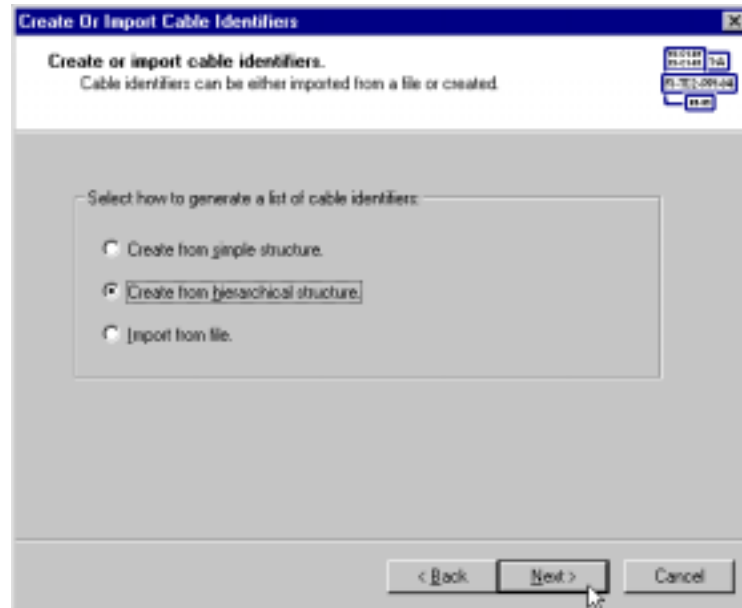 Create Or Import Cable Identifiers
Create or import cable identifiers.
Cable identifiers can be either imported from a file or created.
Select how to generate a list of cable identifiers:
Create from simple structure.
Create from hierarchical structure.
Import from file.
< Back
Next >
Cancel